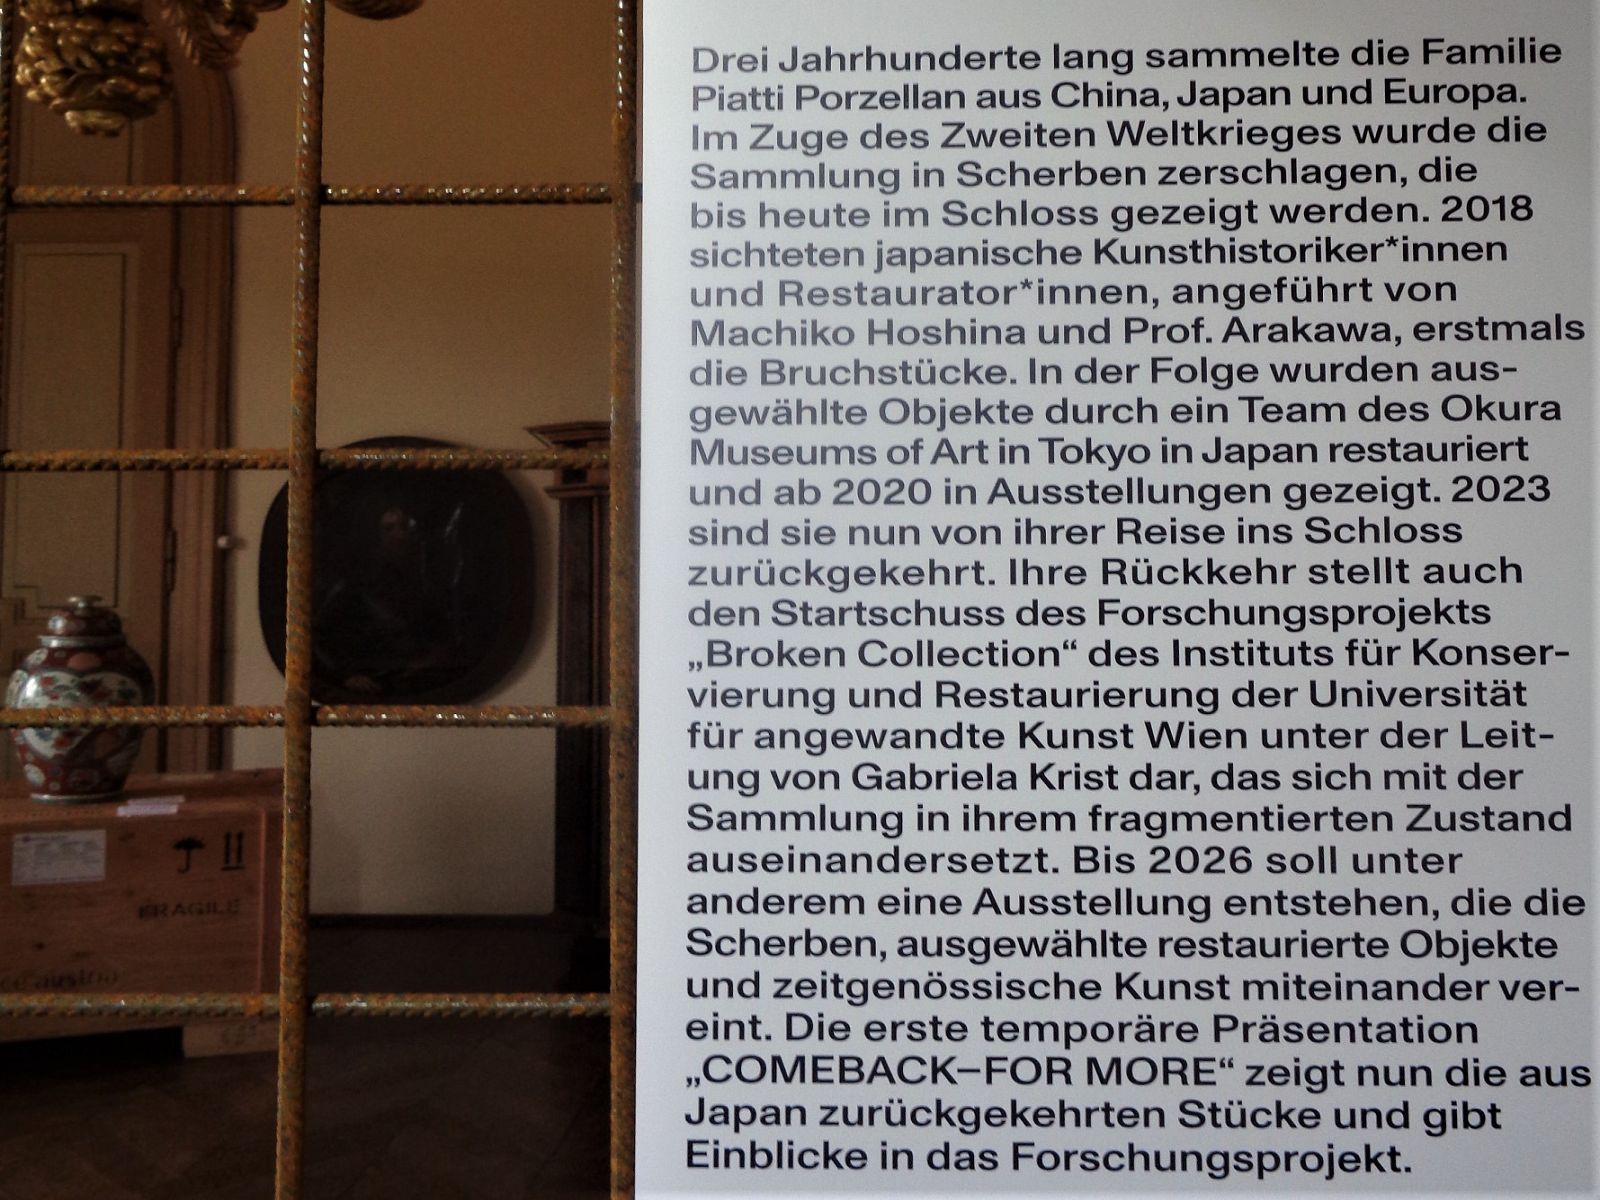 Drei Jahrhunderte lang sammelte die Familie
Piatti Porzellan aus China, Japan und Europa.
Im Zuge des Zweiten Weltkrieges wurde die
Sammlung in Scherben zerschlagen, die
bis heute im Schloss gezeigt werden. 2018
sichteten japanische Kunsthistoriker*innen
und Restaurator*innen, angeführt von
Machiko Hoshina und Prof. Arakawa, erstmals
die Bruchstücke. In der Folge wurden aus-
gewählte Objekte durch ein Team des Okura
Museums of Art in Tokyo in Japan restauriert
und ab 2020 in Ausstellungen gezeigt. 2023
sind sie nun von ihrer Reise ins Schloss
zurückgekehrt. Ihre Rückkehr stellt auch
den Startschuss des Forschungsprojekts
„Broken Collection“ des Instituts für Konser-
vierung und Restaurierung der Universität
für angewandte Kunst Wien unter der Leit-
ung von Gabriela Krist dar, das sich mit der
Sammlung in ihrem fragmentierten Zustand
auseinandersetzt. Bis 2026 soll unter
anderem eine Ausstellung entstehen, die die
Scherben, ausgewählte restaurierte Objekte
und zeitgenössische Kunst miteinander ver-
eint. Die erste temporäre Präsentation
„COMEBACK–FOR MORE“ zeigt nun die aus
Japan zurückgekehrten Stücke und gibt
Einblicke in das Forschungsprojekt.
FRAGILE